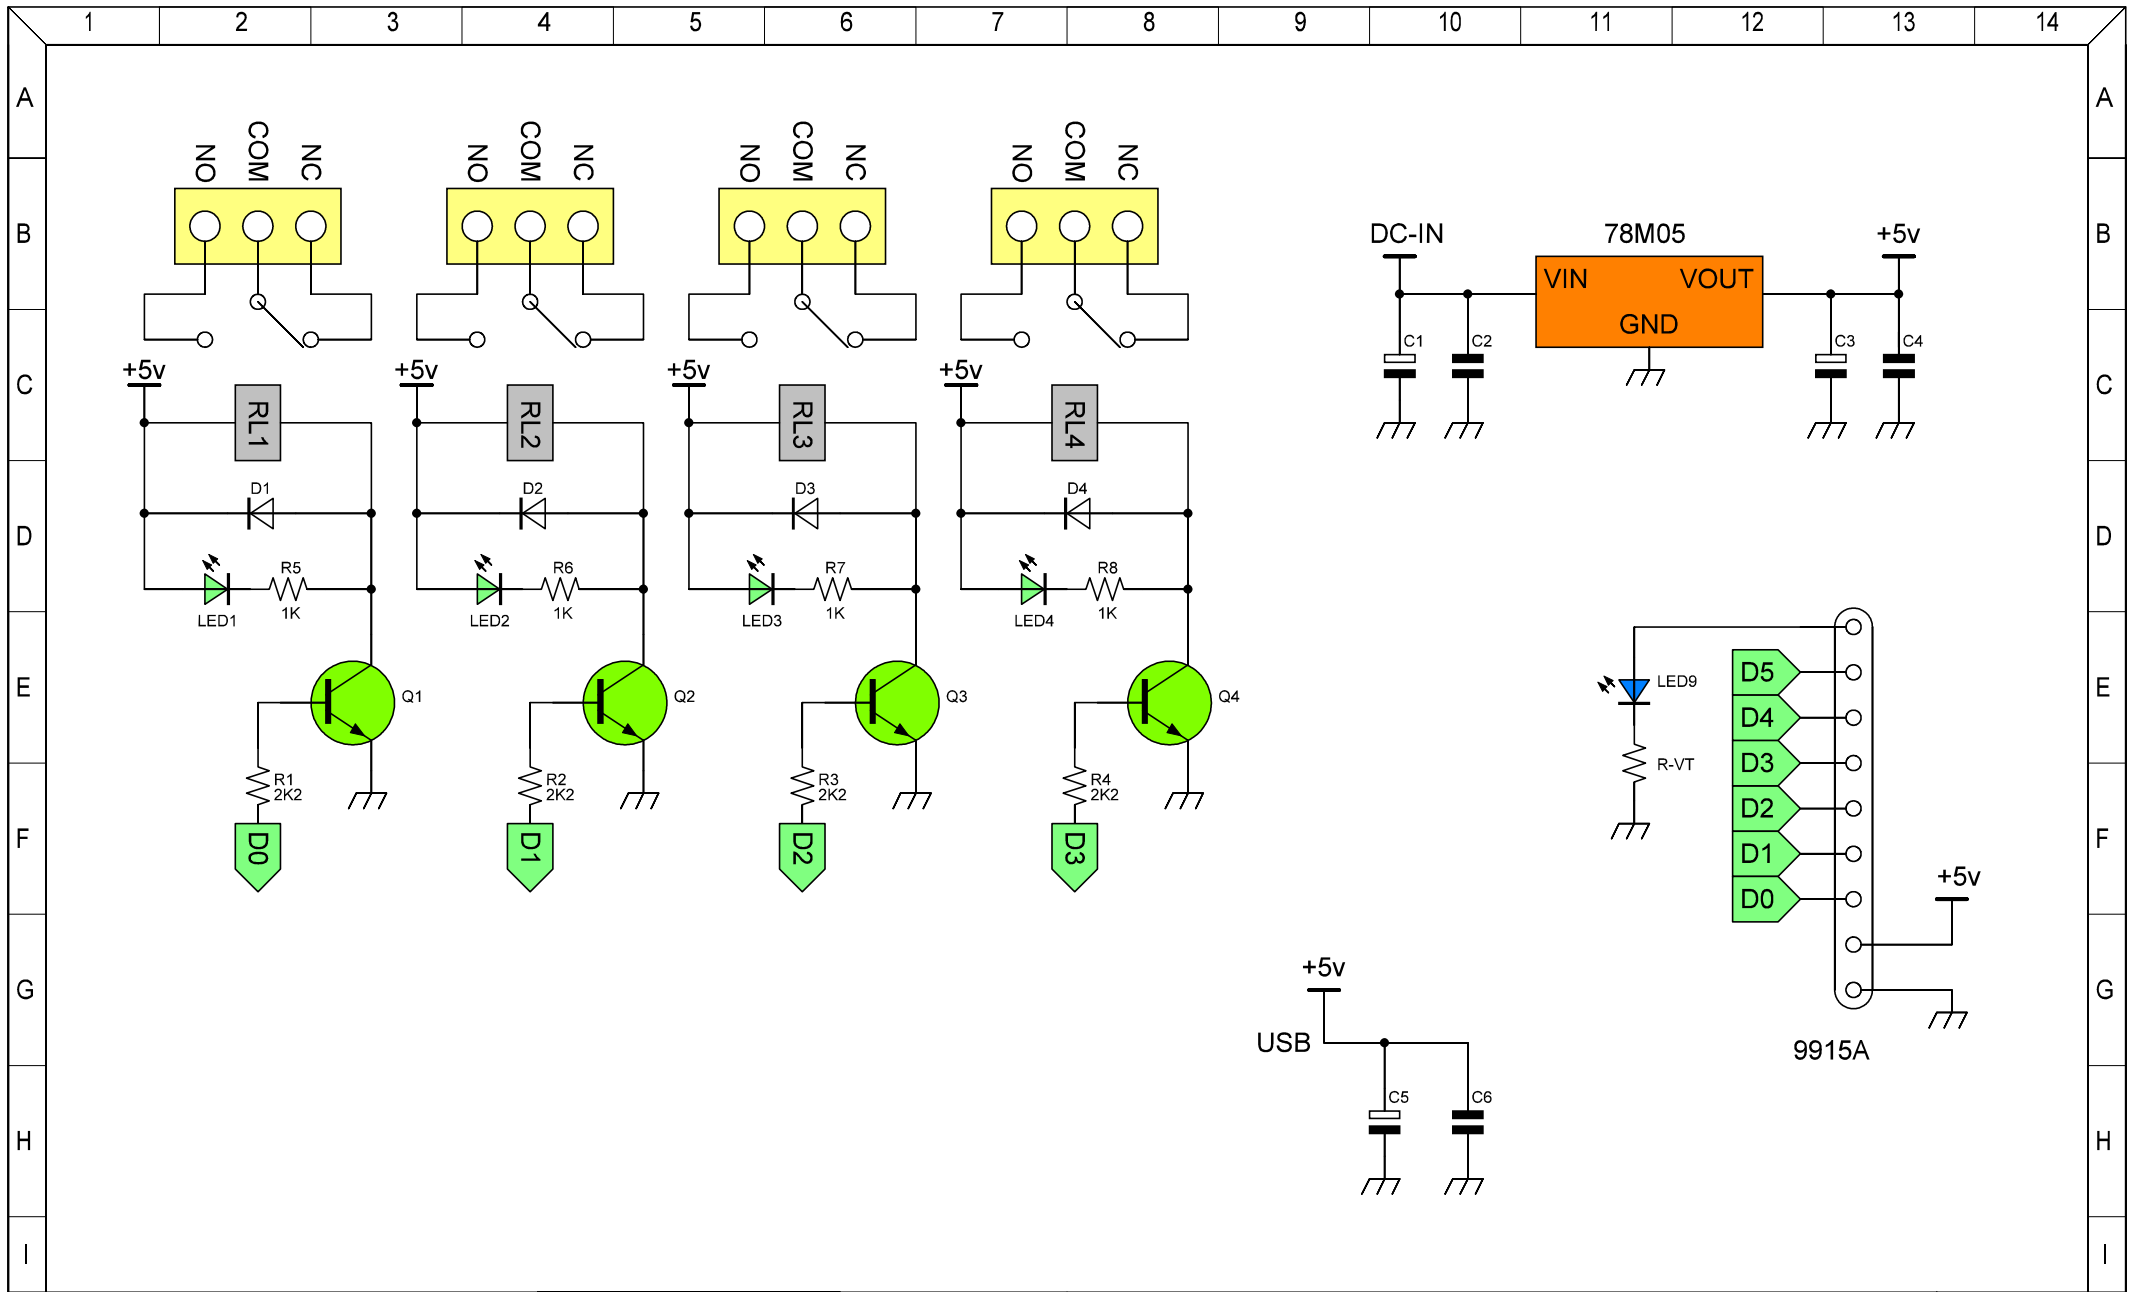 1 2 3 4 5 6 7 8 9 10 11 12 13 14
A A
NO COM NC NO COM NC NO COM NC NO COM NC
B DC-IN 78M05 +5v B
VIN VOUT
GND
C1 C2 C3 C4
+5v +5v +5v +5v
C C
RL1 RL2 RL3 RL4
D1 D2 D3 D4
D D
R5 R6 R7 R8
1K 1K 1K 1K
LED1 LED2 LED3 LED4
E E
Q1 Q2 Q3 Q4
LED9 D5
D4
R-VT D3
R1 R2 R3 R4
2K2 2K2 2K2 2K2
D2
F F
D0 D1 D2 D3
D1
+5v
D0
+5v
G G
USB 9915A
C5 C6
H H
I I